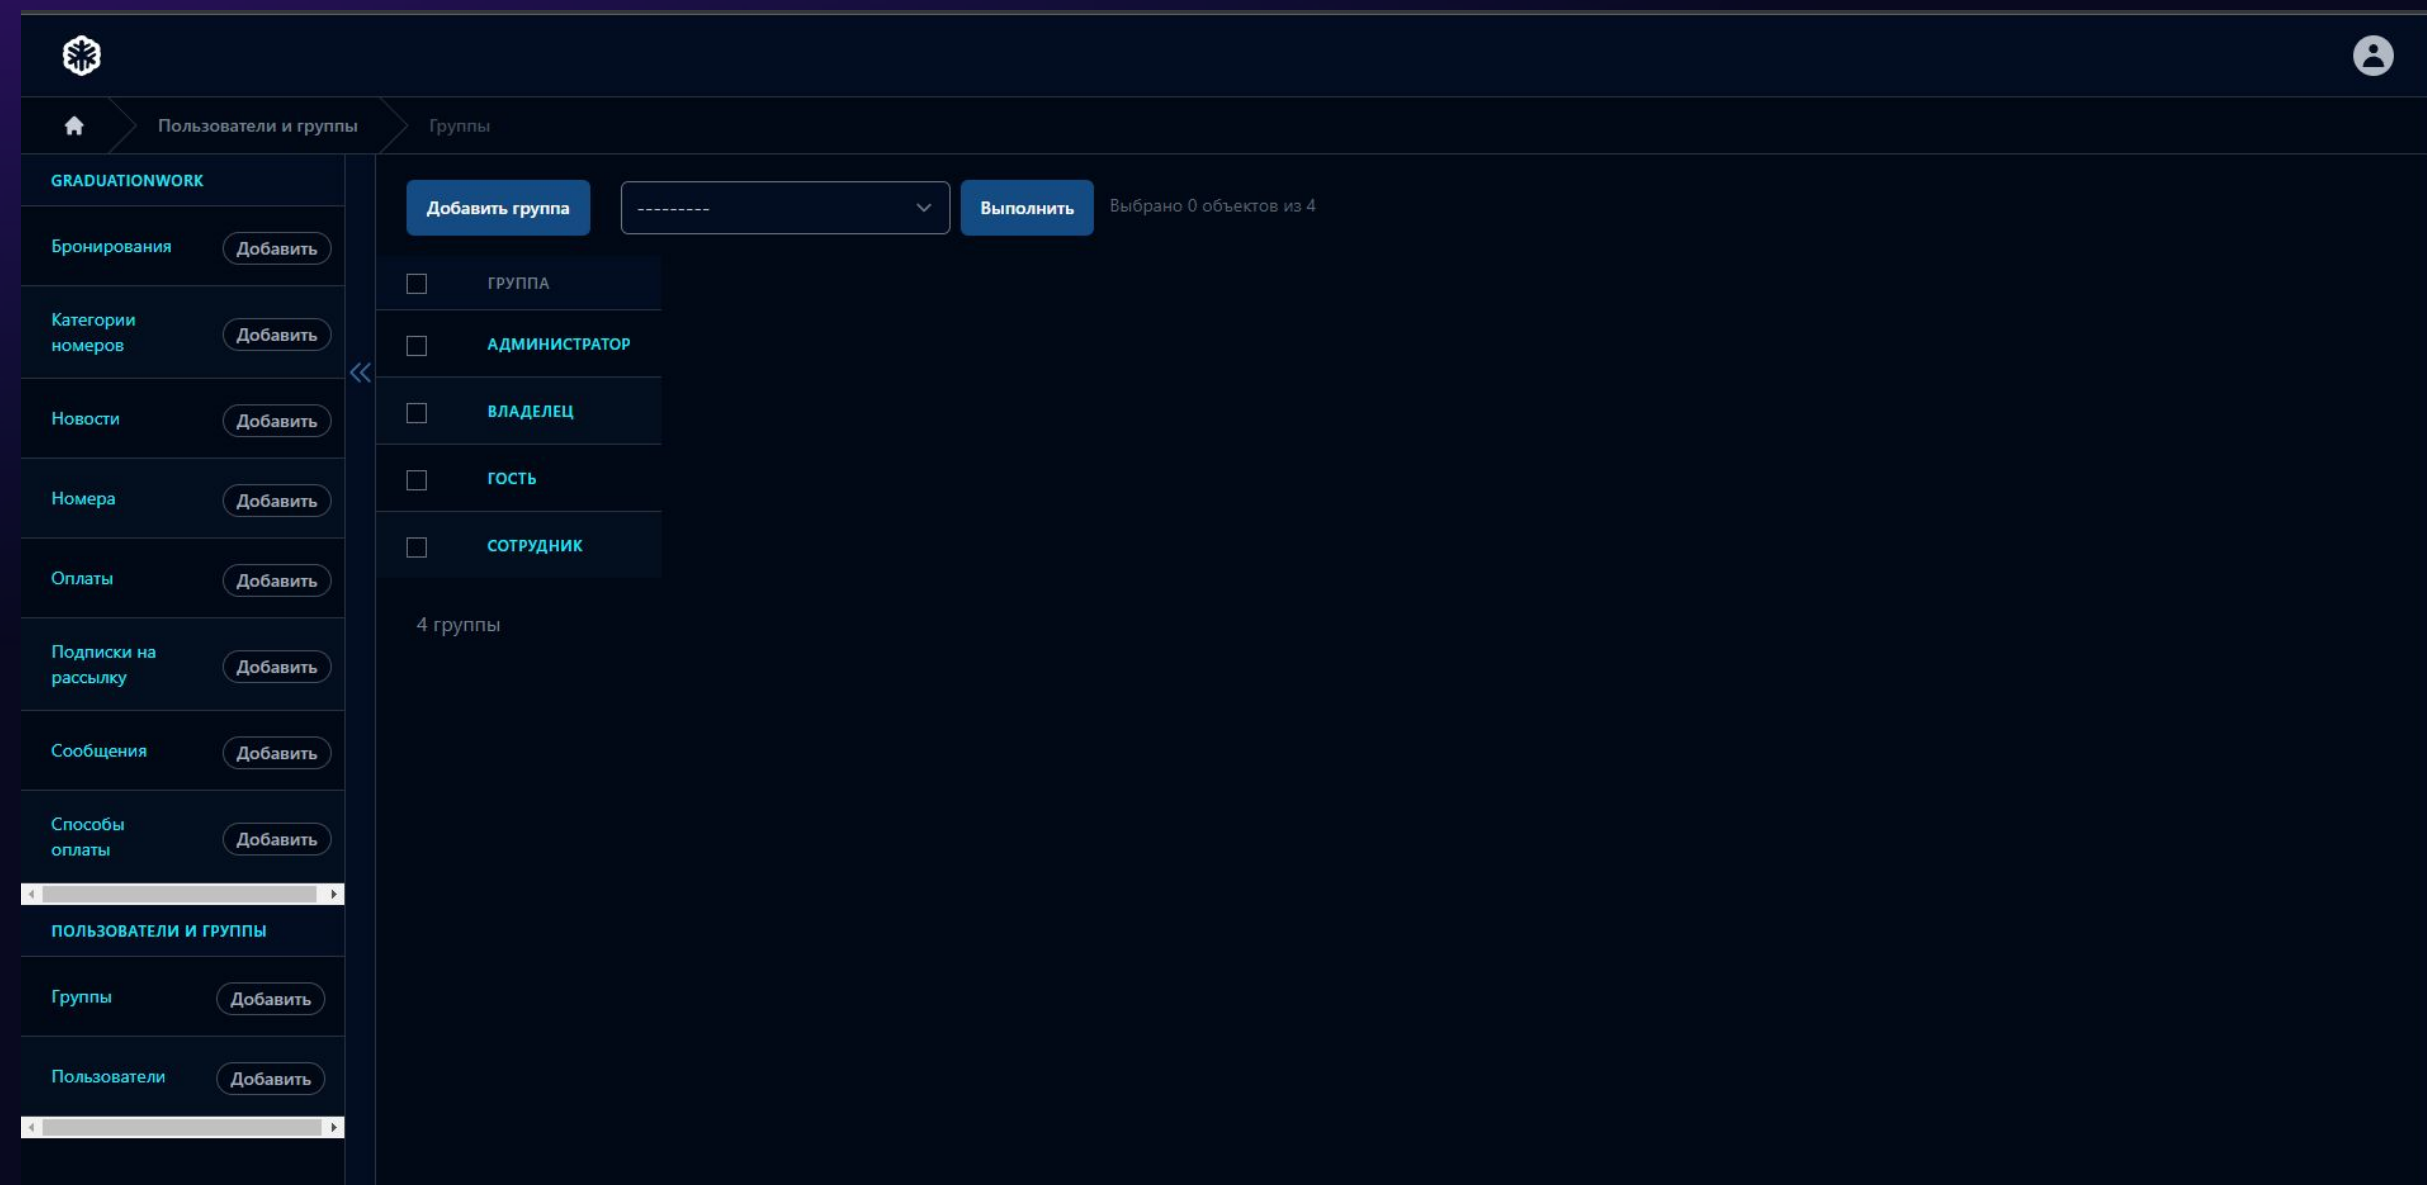 Пользователи и группы
Группы
GRADUATIONWORK
Бронирования
Добавить
Категории
номеров
Добавить
Новости
Добавить
Номера
Добавить
Оплаты
Добавить
Подписки на
рассылку
Добавить
Сообщения
Добавить
Способы
оплаты
Добавить
ПОЛЬЗОВАТЕЛИ И ГРУППЫ
Группы
Добавить
Пользователи
Добавить
Добавить группа
---------
Выполнить
Выбрано 0 объектов из 4
ГРУППА
АДМИНИСТРАТОР
ВЛАДЕЛЕЦ
ГОСТЬ
СОТРУДНИК
4 группы